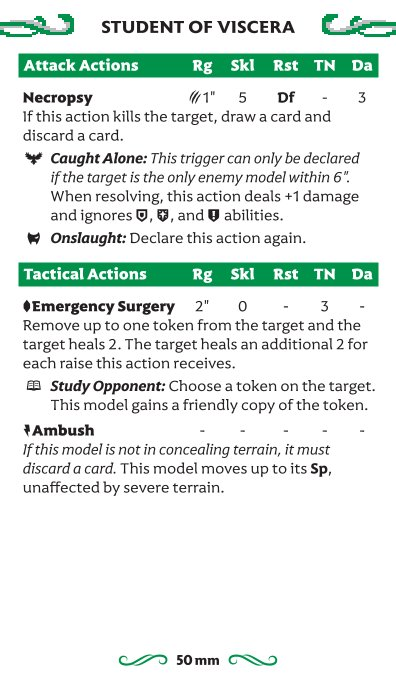 STUDENT OF VISCERA
Attack Actions Rg Skl Rst TN Da
Necropsy 1" 5 Df - 3
If this action kills the target, draw a card and
discard a card.
Caught Alone: This trigger can only be declared
if the target is the only enemy model within 6".
When resolving, this action deals +1 damage
and ignores , , and abilities.
Onslaught: Declare this action again.
Tactical Actions Rg Skl Rst TN Da
Emergency Surgery 2" 0 - 3 -
Remove up to one token from the target and the
target heals 2. The target heals an additional 2 for
each raise this action receives.
Study Opponent: Choose a token on the target.
This model gains a friendly copy of the token.
Ambush - - - - -
If this model is not in concealing terrain, it must
discard a card. This model moves up to its Sp,
unaffected by severe terrain.
50 mm